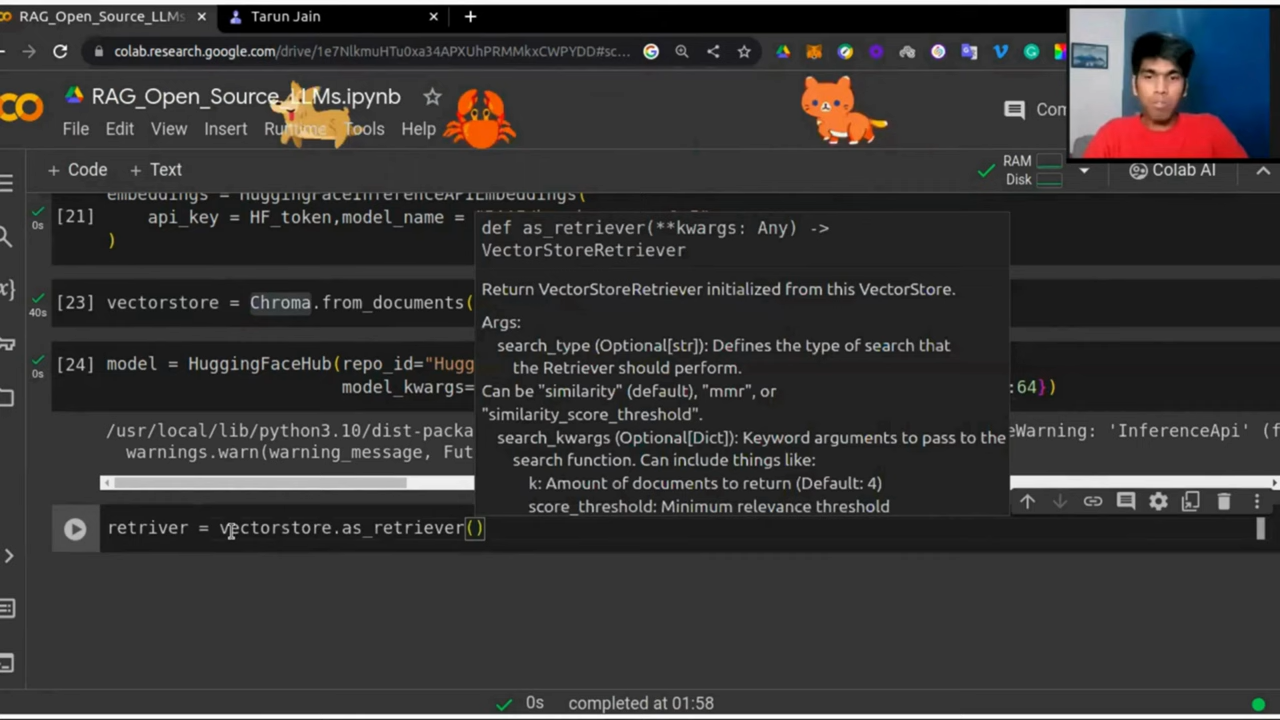 RAG_Open_Source_LLMs
Tarun Jain
colab.research.google.com/drive/1e7NlkmuHTu0xa34APXUhPRMMkxCWPYDD#sc...
RAG_Open_Source_LLMs.ipynb
File Edit View Insert Runtime Tools Help
+ Code + Text
RAM
Disk
Colab AI
[21]
0s
api_key = HF_token,model_name =
)
def as_retriever(**kwargs: Any) ->
VectorStoreRetriever
Return VectorStoreRetriever initialized from this VectorStore.
Args:
search_type (Optional[str]): Defines the type of search that
the Retriever should perform.
Can be "similarity" (default), "mmr", or
"similarity_score_threshold".
search_kwargs (Optional[Dict]): Keyword arguments to pass to the
search function. Can include things like:
k: Amount of documents to return (Default: 4)
score_threshold: Minimum relevance threshold
[23] vectorstore = Chroma.from_documents(
40s
[24] model = HuggingFaceHub(repo_id="Hugg
0s
model_kwargs= :64})
/usr/local/lib/python3.10/dist-packa eWarning: 'InferenceApi' (f
warnings.warn(warning_message, Fut
retriver = vectorstore.as_retriever()
0s completed at 01:58